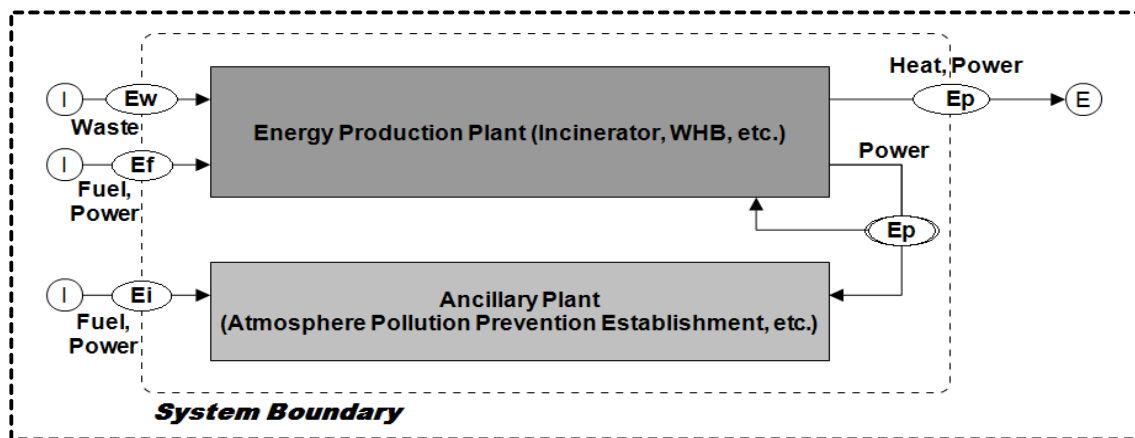 Heat, Power
I
Ew
Ep
E
Waste
Energy Production Plant (Incinerator, WHB, etc.)
I
Ef
Power
Fuel,
Power
Ep
I
Ei
Ancillary Plant
(Atmosphere Pollution Prevention Establishment, etc.)
Fuel,
Power
System Boundary